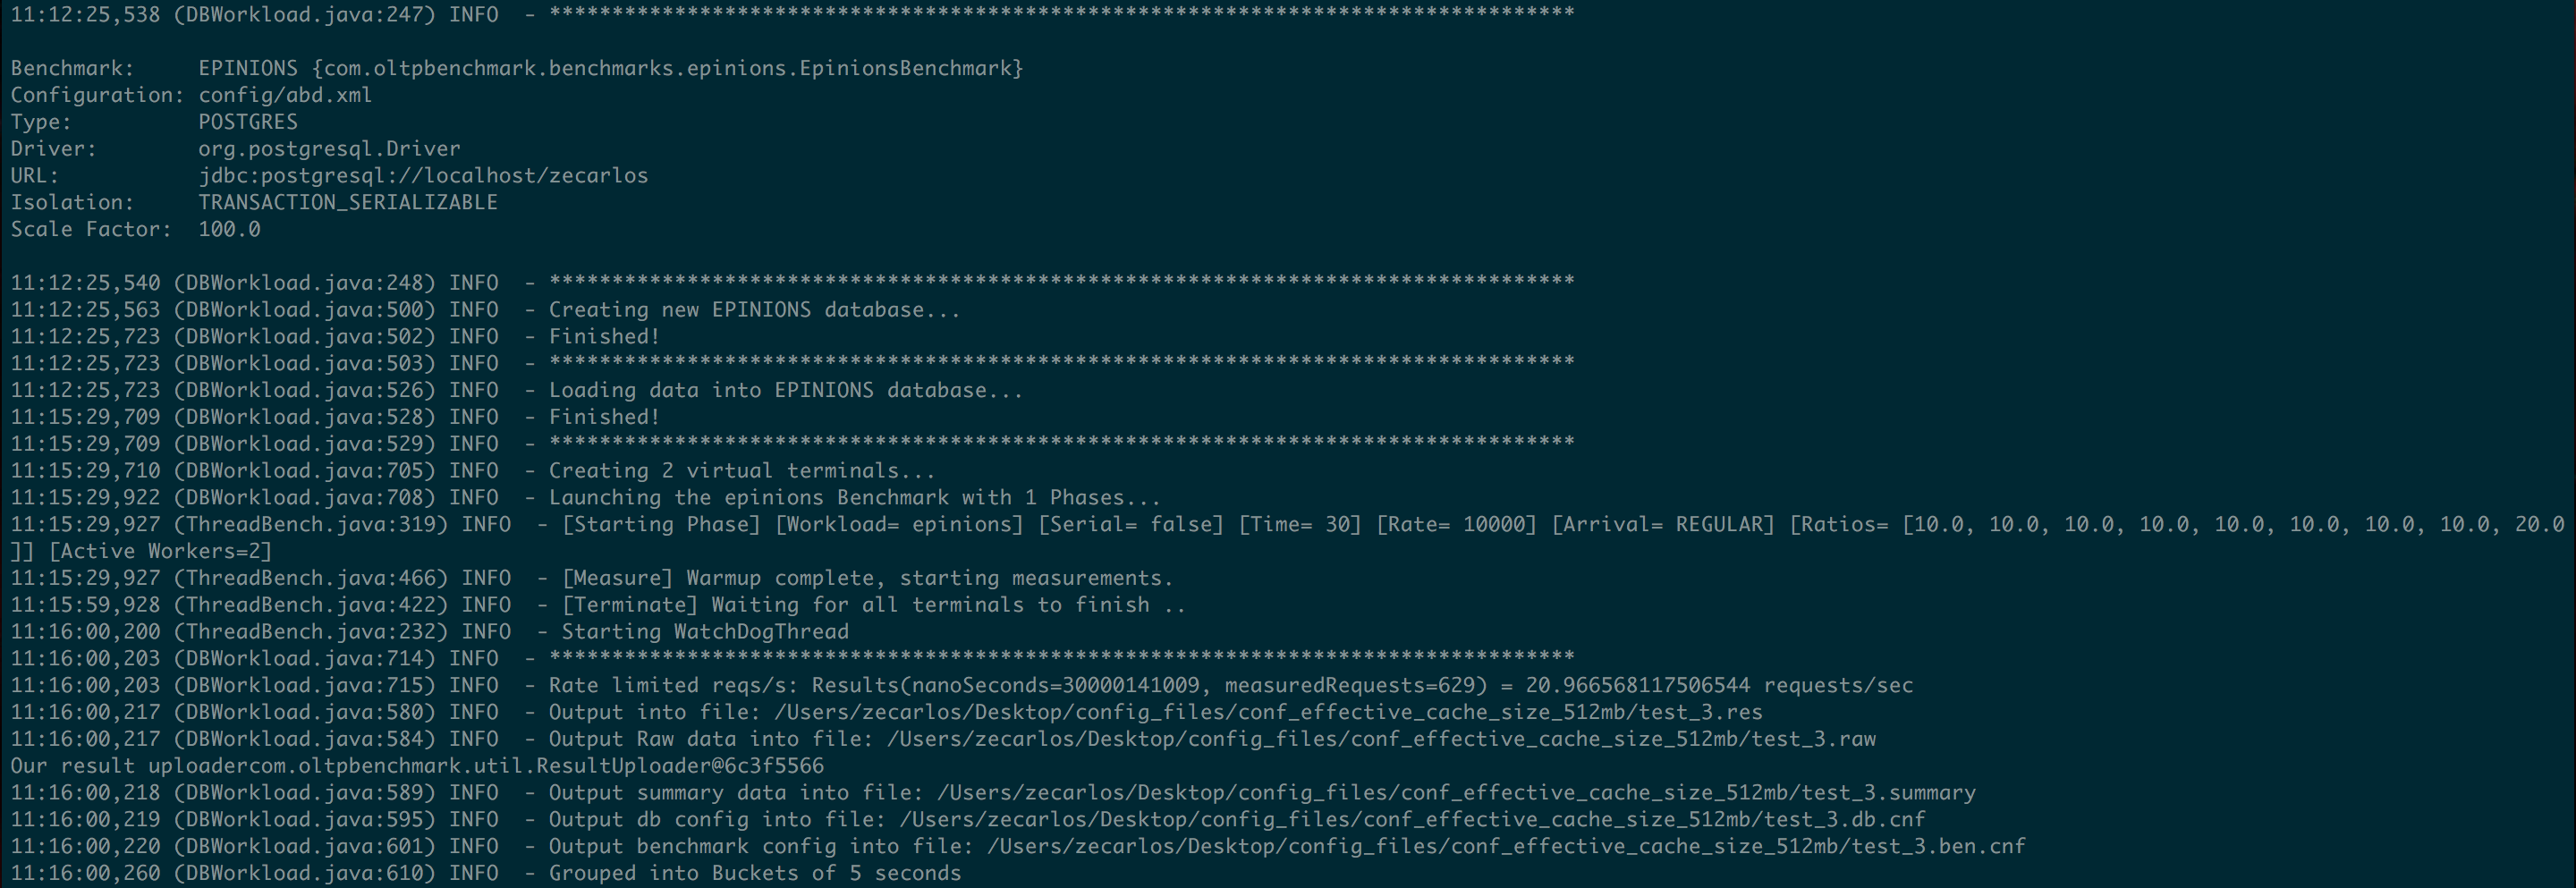 11:12:25,538 (DBWorkload.java:247) INFO  - **********************************************************************************
Benchmark:     EPINIONS {com.oltpbenchmark.benchmarks.epinions.EpinionsBenchmark}
Configuration: config/abd.xml
Type:          POSTGRES
Driver:        org.postgresql.Driver
URL:           jdbc:postgresql://localhost/zecarlos
Isolation:     TRANSACTION_SERIALIZABLE
Scale Factor:  100.0
11:12:25,540 (DBWorkload.java:248) INFO  - **********************************************************************************
11:12:25,563 (DBWorkload.java:500) INFO  - Creating new EPINIONS database...
11:12:25,723 (DBWorkload.java:502) INFO  - Finished!
11:12:25,723 (DBWorkload.java:503) INFO  - **********************************************************************************
11:12:25,723 (DBWorkload.java:526) INFO  - Loading data into EPINIONS database...
11:15:29,709 (DBWorkload.java:528) INFO  - Finished!
11:15:29,709 (DBWorkload.java:529) INFO  - **********************************************************************************
11:15:29,710 (DBWorkload.java:705) INFO  - Creating 2 virtual terminals...
11:15:29,922 (DBWorkload.java:708) INFO  - Launching the epinions Benchmark with 1 Phases...
11:15:29,927 (ThreadBench.java:319) INFO  - [Starting Phase] [Workload= epinions] [Serial= false] [Time= 30] [Rate= 10000] [Arrival= REGULAR] [Ratios= [10.0, 10.0, 10.0, 10.0, 10.0, 10.0, 10.0, 10.0, 20.0
]] [Active Workers=2]
11:15:29,927 (ThreadBench.java:466) INFO  - [Measure] Warmup complete, starting measurements.
11:15:59,928 (ThreadBench.java:422) INFO  - [Terminate] Waiting for all terminals to finish ..
11:16:00,200 (ThreadBench.java:232) INFO  - Starting WatchDogThread
11:16:00,203 (DBWorkload.java:714) INFO  - **********************************************************************************
11:16:00,203 (DBWorkload.java:715) INFO  - Rate limited reqs/s: Results(nanoSeconds=30000141009, measuredRequests=629) = 20.966568117506544 requests/sec
11:16:00,217 (DBWorkload.java:580) INFO  - Output into file: /Users/zecarlos/Desktop/config_files/conf_effective_cache_size_512mb/test_3.res
11:16:00,217 (DBWorkload.java:584) INFO  - Output Raw data into file: /Users/zecarlos/Desktop/config_files/conf_effective_cache_size_512mb/test_3.raw
Our result uploadercom.oltpbenchmark.util.ResultUploader@6c3f5566
11:16:00,218 (DBWorkload.java:589) INFO  - Output summary data into file: /Users/zecarlos/Desktop/config_files/conf_effective_cache_size_512mb/test_3.summary
11:16:00,219 (DBWorkload.java:595) INFO  - Output db config into file: /Users/zecarlos/Desktop/config_files/conf_effective_cache_size_512mb/test_3.db.cnf
11:16:00,220 (DBWorkload.java:601) INFO  - Output benchmark config into file: /Users/zecarlos/Desktop/config_files/conf_effective_cache_size_512mb/test_3.ben.cnf
11:16:00,260 (DBWorkload.java:610) INFO  - Grouped into Buckets of 5 seconds